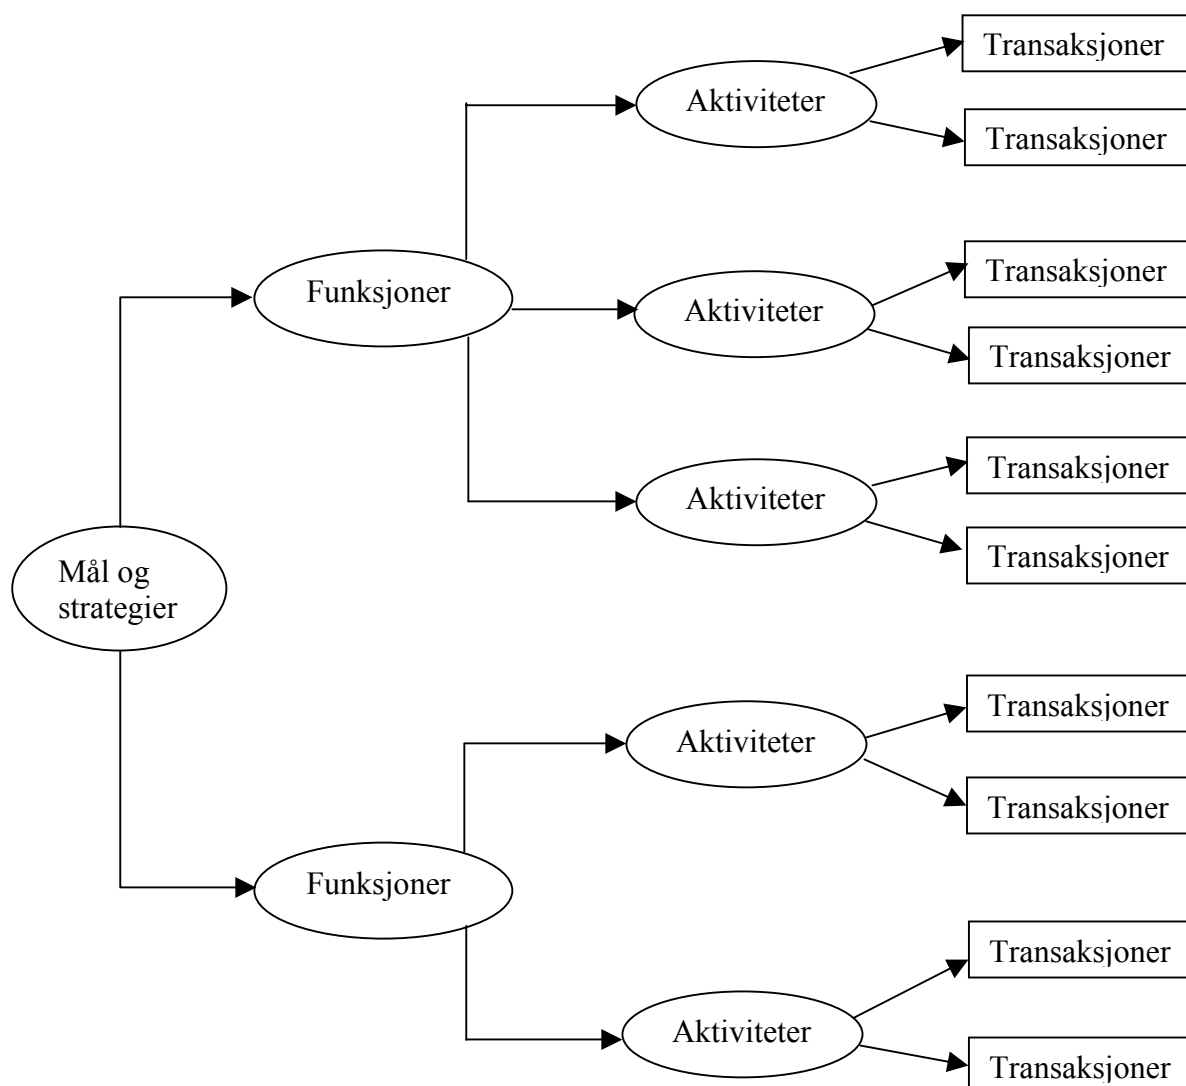 Transaksjoner
Aktiviteter
Transaksjoner
Transaksjoner
Funksjoner
Aktiviteter
Transaksjoner
Transaksjoner
Aktiviteter
Transaksjoner
Mål og
strategier
Transaksjoner
Aktiviteter
Transaksjoner
Funksjoner
Transaksjoner
Aktiviteter
Transaksjoner